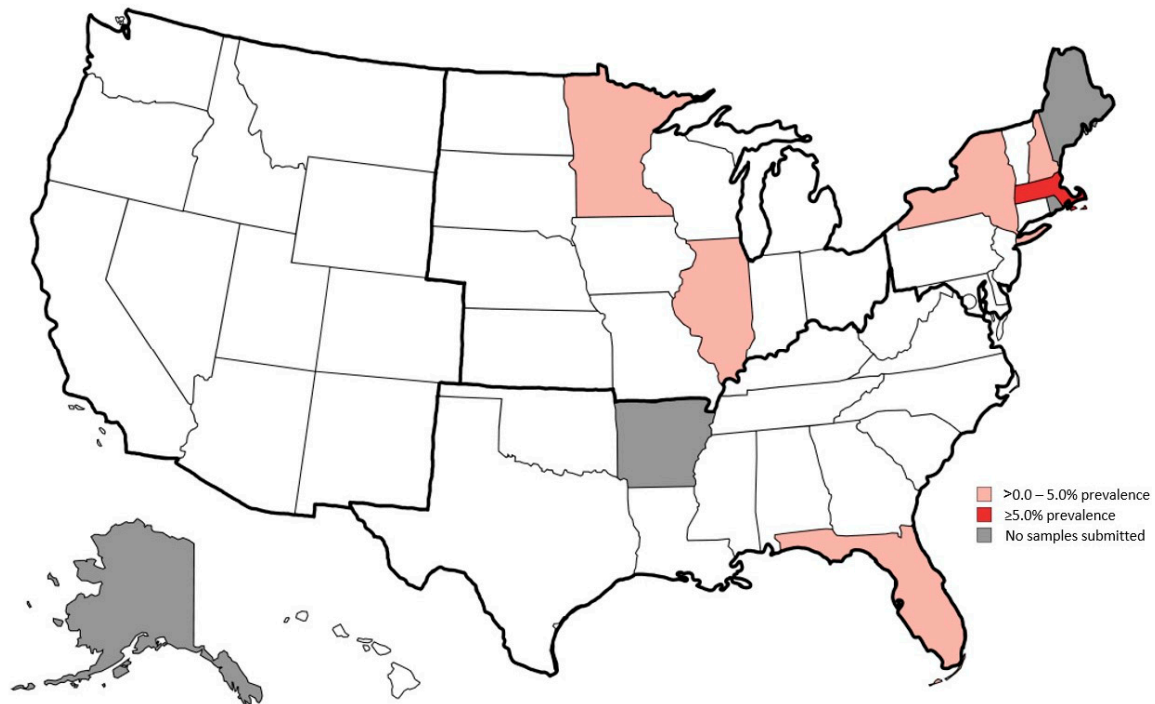 >0.0 – 5.0% prevalence
≥5.0% prevalence
No samples submitted